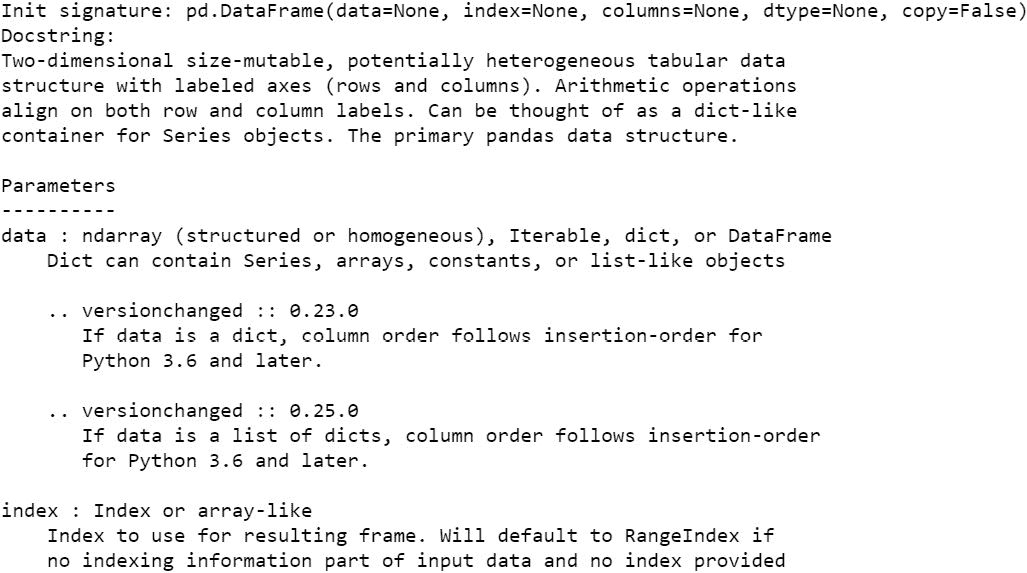 Init signature: pd.DataFrame(data=None, index=None, columns=None, dtype=None, copy=False)
Docstring:
Two-dimensional size-mutable, potentially heterogeneous tabular data
structure with labeled axes (rows and columns). Arithmetic operations
align on both row and column labels. Can be thought of as a dict-like
container for Series objects. The primary pandas data structure.

Parameters
----------
data : ndarray (structured or homogeneous), Iterable, dict, or DataFrame
    Dict can contain Series, arrays, constants, or list-like objects

    .. versionchanged :: 0.23.0
       If data is a dict, column order follows insertion-order for
       Python 3.6 and later.

    .. versionchanged :: 0.25.0
       If data is a list of dicts, column order follows insertion-order
       for Python 3.6 and later.

index : Index or array-like
    Index to use for resulting frame. Will default to RangeIndex if
    no indexing information part of input data and no index provided